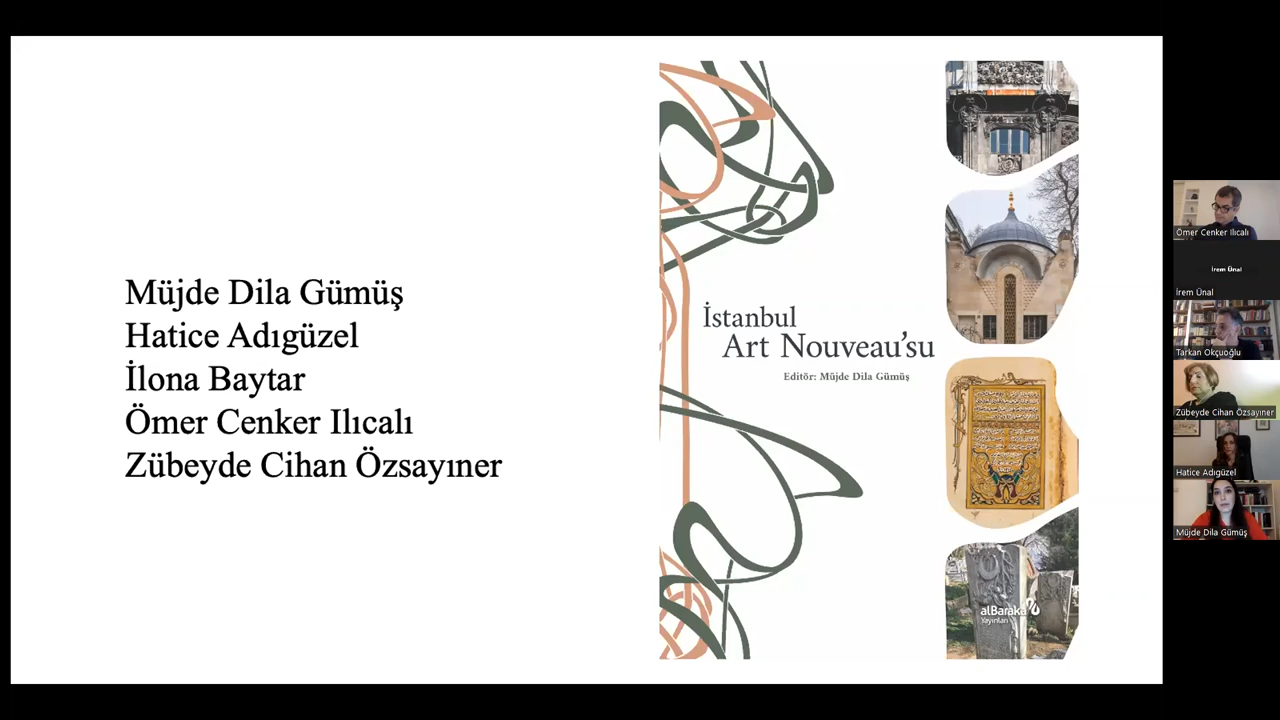 Müjde Dila Gümüş
Hatice Adıgüzel
İlona Baytar
Ömer Cenker Ilıcalı
Zübeyde Cihan Özsayıner
İstanbul
Art Nouveau'su
Editör: Müjde Dila Gümüş
alBaraka
Yayınları
Ömer Cenker Ilıcalı
İrem Ünal
İrem Ünal
Tarkan Okçuoğlu
Zübeyde Cihan Özsayıner
Hatice Adıgüzel
Müjde Dila Gümüş